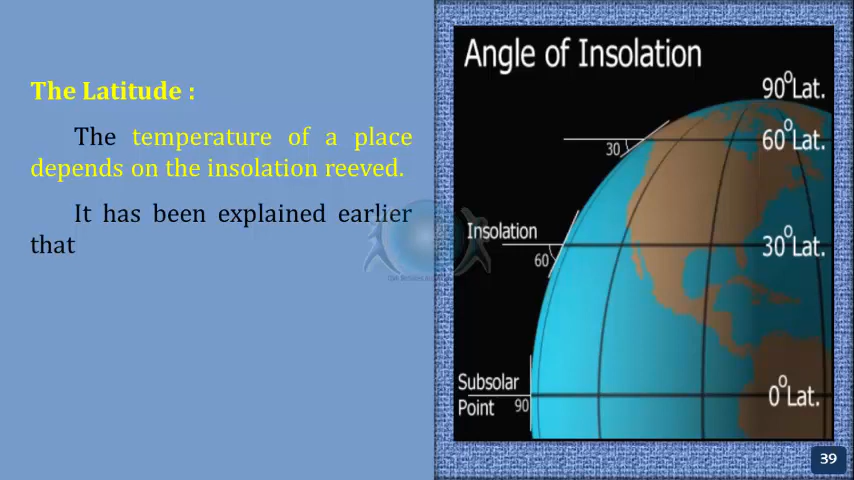 The Latitude :
The temperature of a place
depends on the insolation reeved.
It has been explained earlier
that
Angle of Insolation
90°Lat.
60°Lat.
30
Insolation
30°Lat.
60
Subsolar
Point 90
0°Lat.
39